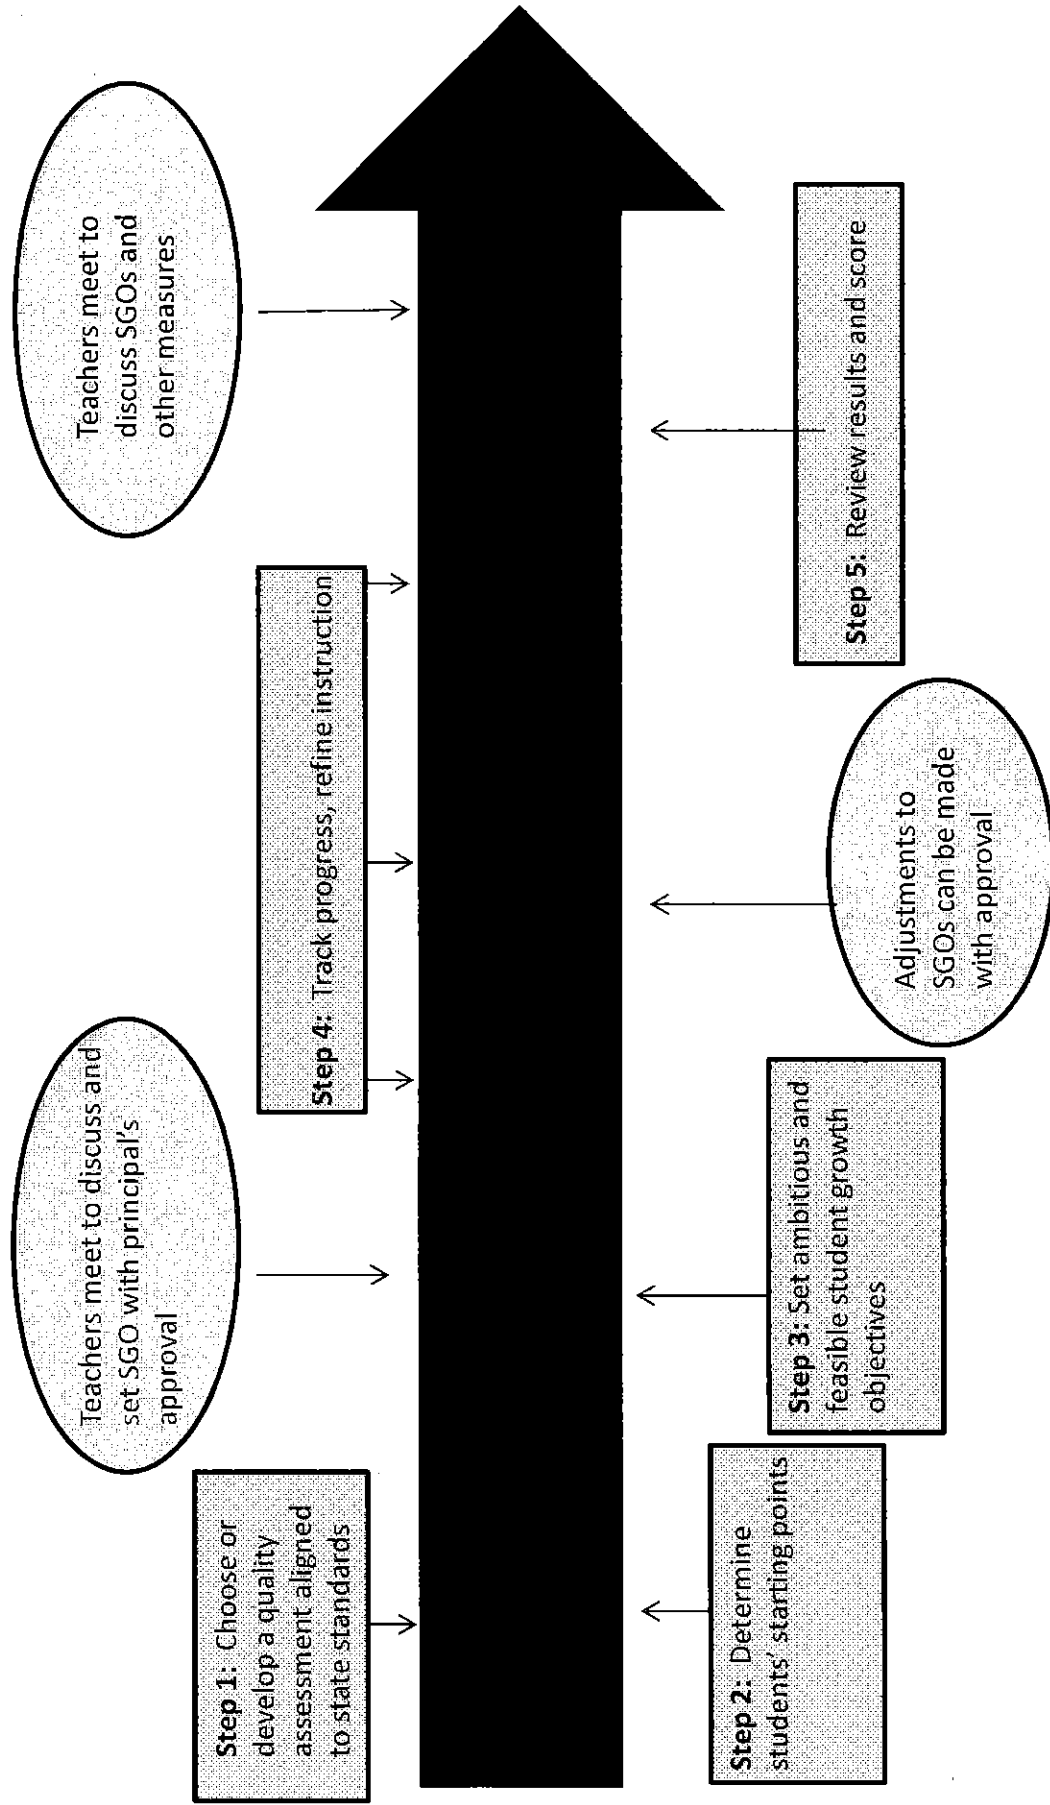 Step 1: Choose or
develop a quality
assessment aligned
to state standards
Teachers meet to discuss and
set SGO with principal's
approval
Step 4: Track progress, refine instruction
Teachers meet to
discuss SGOs and
other measures
Step 2: Determine
students' starting points
Step 3: Set ambitious and
feasible student growth
objectives
Adjustments to
SGOs can be made
with approval
Step 5: Review results and score